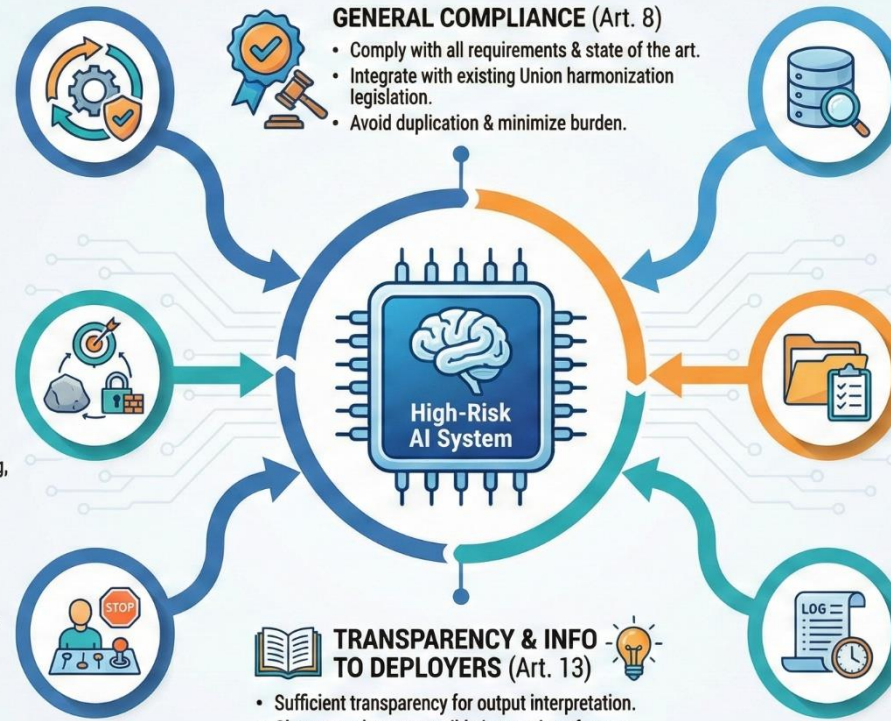 GENERAL COMPLIANCE (Art. 8)
• Comply with all requirements & state of the art.
• Integrate with existing Union harmonization
legislation.
• Avoid duplication & minimize burden.
High-Risk
AI System
g,
STOP
LOG
TRANSPARENCY & INFO
TO DEPLOYERS (Art. 13)
• Sufficient transparency for output interpretation.